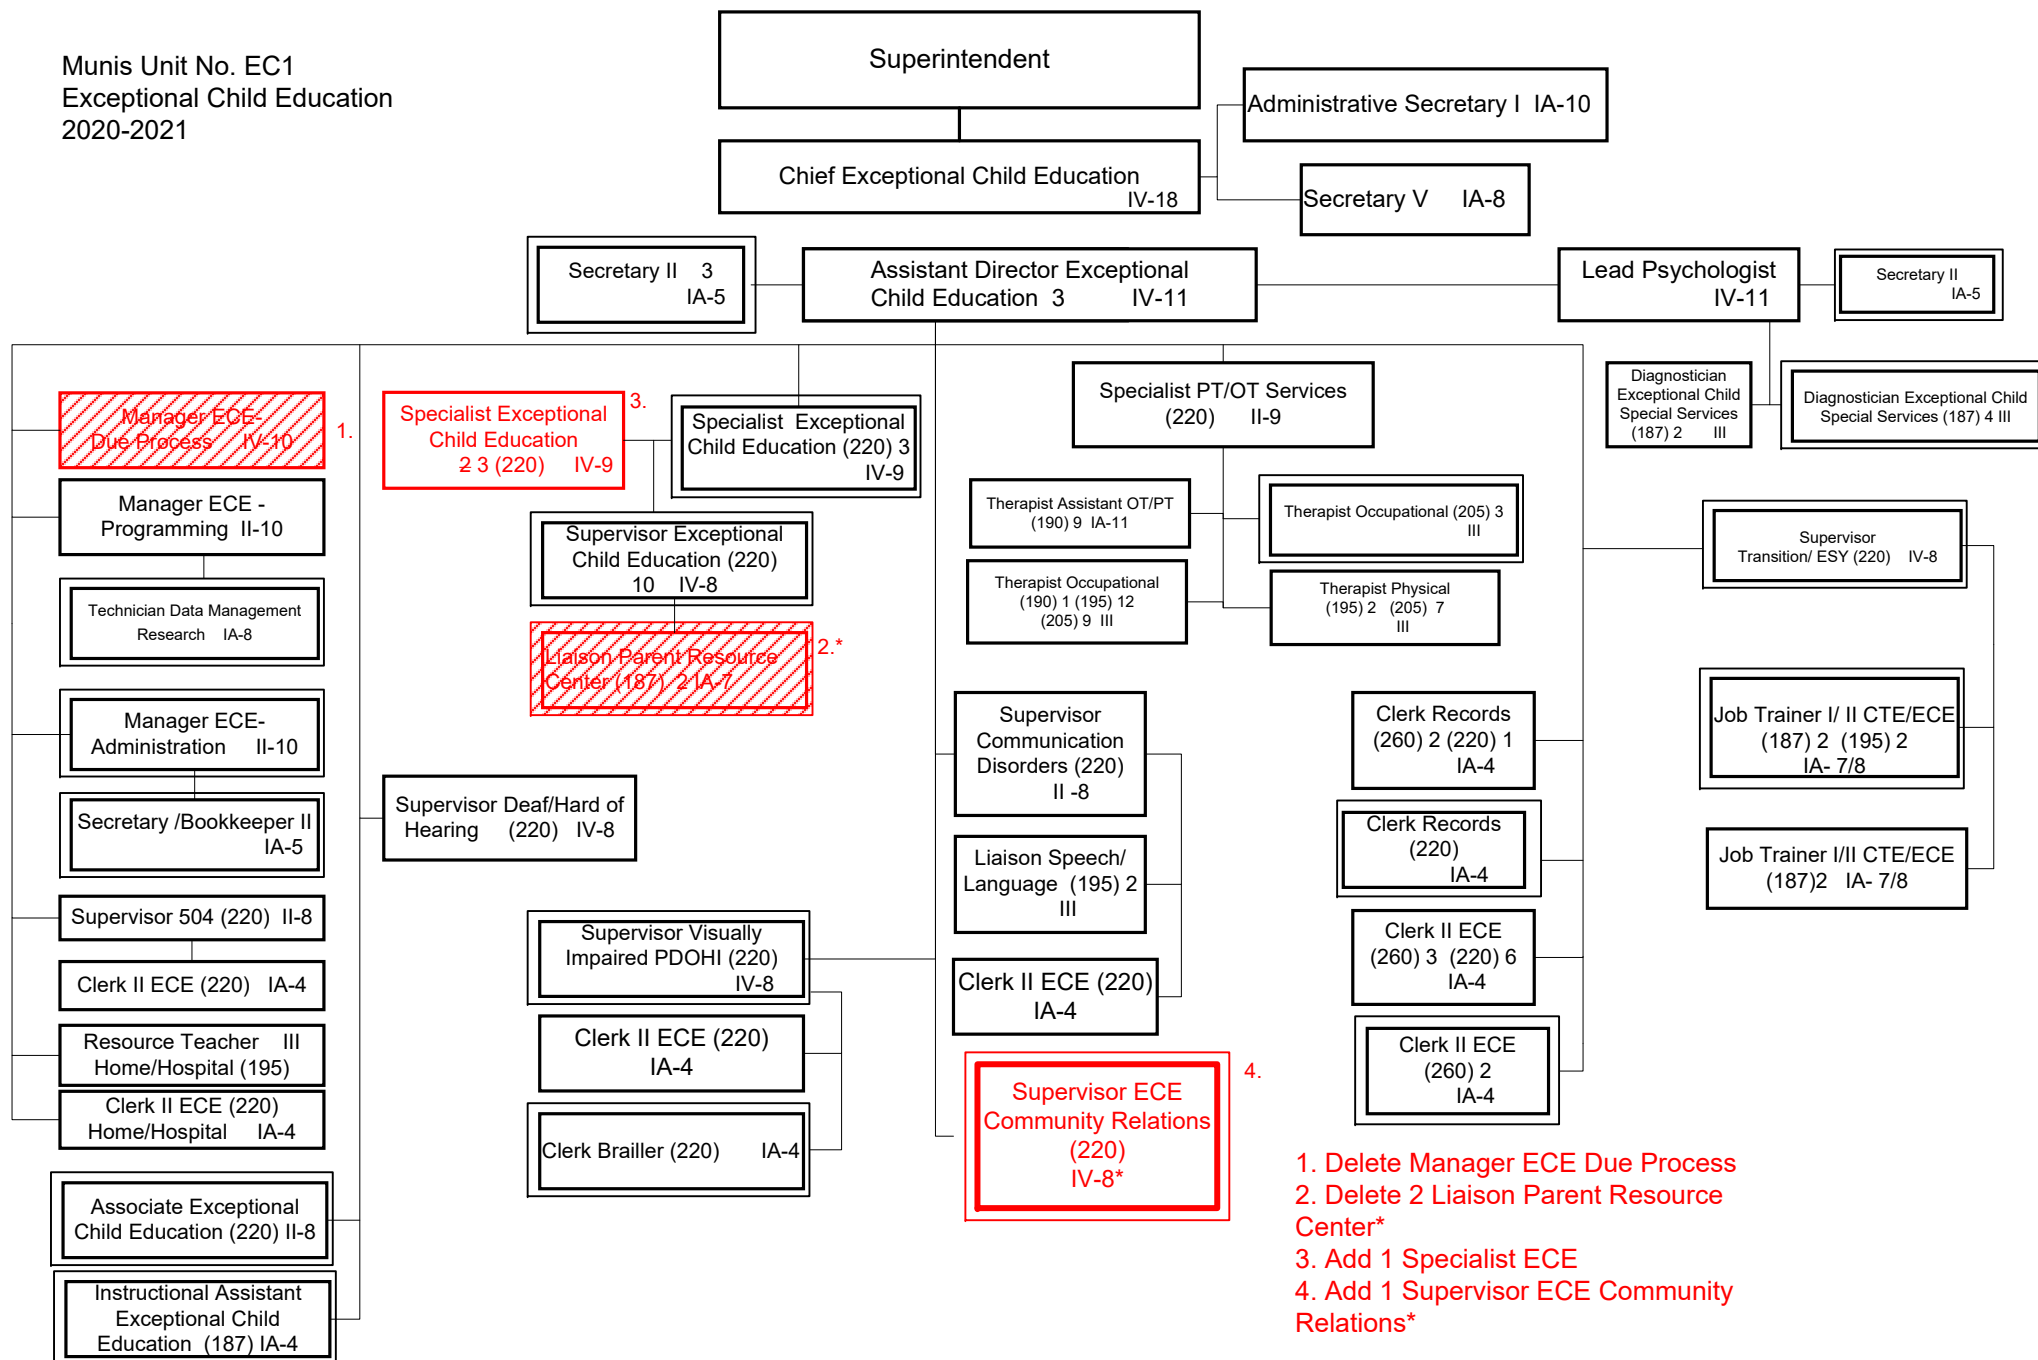 Munis Unit No. EC1
Exceptional Child Education
2020-2021
Superintendent
Chief Exceptional Child Education
IV-18
Administrative Secretary I IA-10
Secretary V IA-8
Secretary II 3
IA-5
Assistant Director Exceptional
Child Education 3 IV-11
Lead Psychologist
IV-11
Secretary II
IA-5
Manager ECE-
Due Process IV-10
1.
Manager ECE -
Programming II-10
Technician Data Management
Research IA-8
Manager ECE-
Administration II-10
Secretary /Bookkeeper II
IA-5
Supervisor 504 (220) II-8
Clerk II ECE (220) IA-4
Resource Teacher III
Home/Hospital (195)
Clerk II ECE (220)
Home/Hospital IA-4
Associate Exceptional
Child Education (220) II-8
Instructional Assistant
Exceptional Child
Education (187) IA-4
Specialist Exceptional
Child Education
2 3 (220) IV-9
3.
Specialist Exceptional
Child Education (220) 3
IV-9
Supervisor Exceptional
Child Education (220)
10 IV-8
Liaison Parent Resource
Center (187) 2 IA-7
2.*
Supervisor Deaf/Hard of
Hearing (220) IV-8
Supervisor Visually
Impaired PDOHI (220)
IV-8
Clerk II ECE (220)
IA-4
Clerk Brailler (220) IA-4
Specialist PT/OT Services
(220) II-9
Therapist Assistant OT/PT
(190) 9 IA-11
Therapist Occupational (205) 3
III
Therapist Occupational
(190) 1 (195) 12
(205) 9 III
Therapist Physical
(195) 2 (205) 7
III
Supervisor
Communication
Disorders (220)
II -8
Liaison Speech/
Language (195) 2
III
Clerk II ECE (220)
IA-4
Supervisor ECE
Community Relations
(220)
IV-8*
4.
Clerk Records
(260) 2 (220) 1
IA-4
Clerk Records
(220)
IA-4
Clerk II ECE
(260) 3 (220) 6
IA-4
Clerk II ECE
(260) 2
IA-4
Diagnostician
Exceptional Child
Special Services
(187) 2 III
Diagnostician Exceptional Child
Special Services (187) 4 III
Supervisor
Transition/ ESY (220) IV-8
Job Trainer I/ II CTE/ECE
(187) 2 (195) 2
IA- 7/8
Job Trainer I/II CTE/ECE
(187)2 IA- 7/8
1. Delete Manager ECE Due Process
2. Delete 2 Liaison Parent Resource
Center*
3. Add 1 Specialist ECE
4. Add 1 Supervisor ECE Community
Relations*